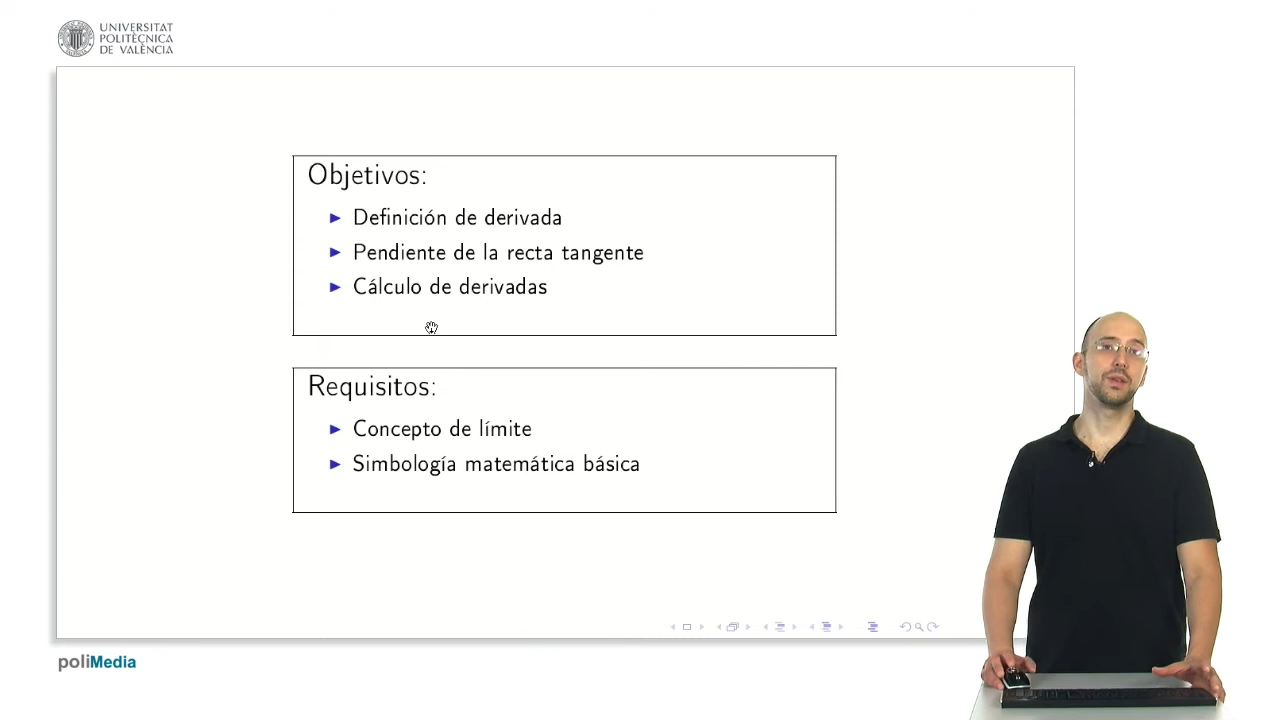 UNIVERSITAT
POLITÈCNICA
DE VALÈNCIA
Objetivos:
Definición de derivada
Pendiente de la recta tangente
Cálculo de derivadas
Requisitos:
Concepto de límite
Simbología matemática básica
poliMedia